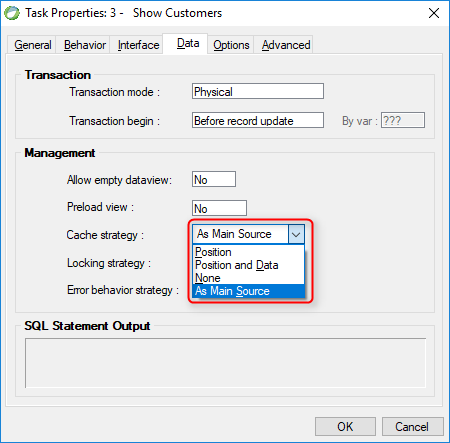 Task Properties: 3 - Show Customers
General Behavior Interface Data Options Advanced
Transaction
Transaction mode : Physical
Transaction begin : Before record update By var : ???
Management
Allow empty dataview: No
Preload view : No
Cache strategy : As Main Source
Position
Locking strategy : Position and Data
None
Error behavior strategy : As Main Source
SQL Statement Output
OK Cancel